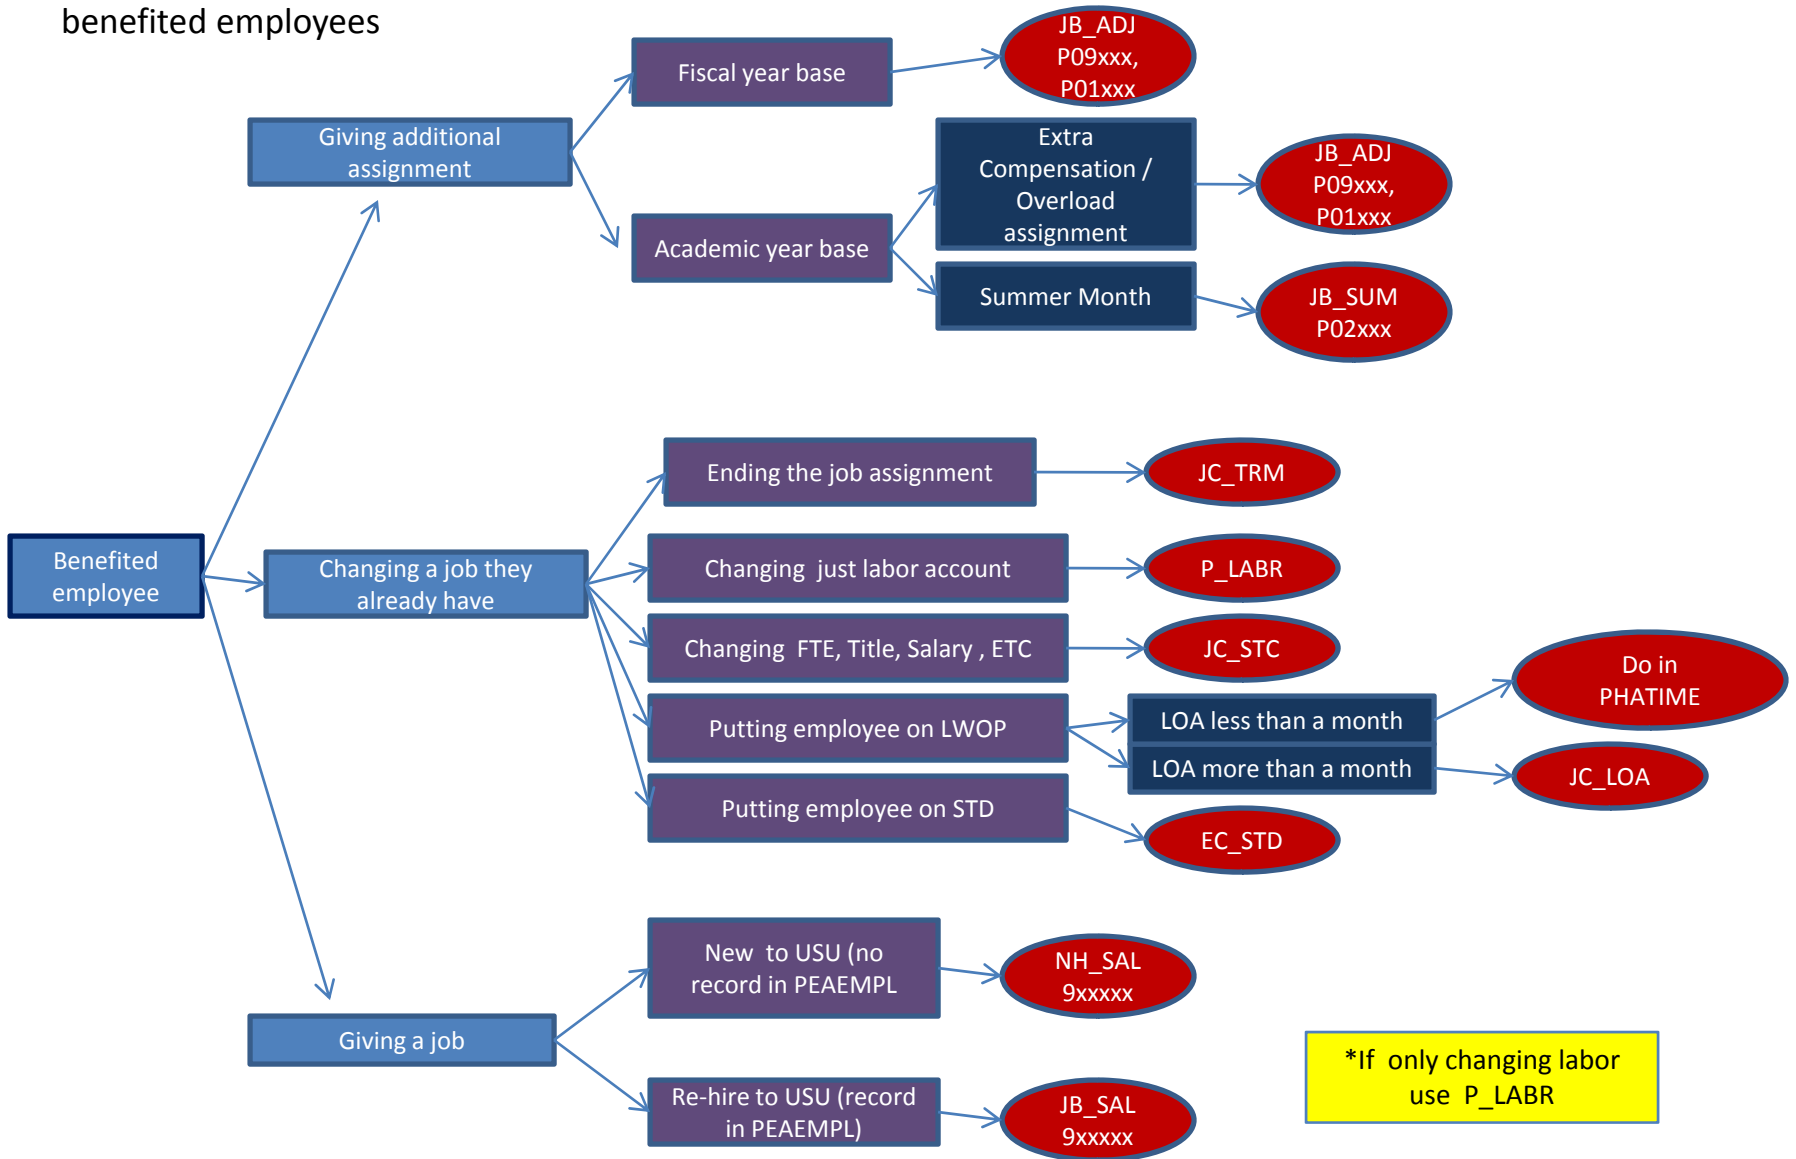 benefited employees
JB_ADJ
P09xxx,
P01xxx
Fiscal year base
Giving additional
assignment
Extra
Compensation /
Overload
assignment
JB_ADJ
P09xxx,
P01xxx
Academic year base
Summer Month
JB_SUM
P02xxx
Ending the job assignment
JC_TRM
Benefited
employee
Changing a job they
already have
Changing just labor account
P_LABR
Changing FTE, Title, Salary , ETC
JC_STC
Do in
PHATIME
Putting employee on LWOP
LOA less than a month
LOA more than a month
JC_LOA
Putting employee on STD
EC_STD
New to USU (no
record in PEAEMPL
NH_SAL
9xxxxx
Giving a job
Re-hire to USU (record
in PEAEMPL)
JB_SAL
9xxxxx
*If only changing labor
use P_LABR